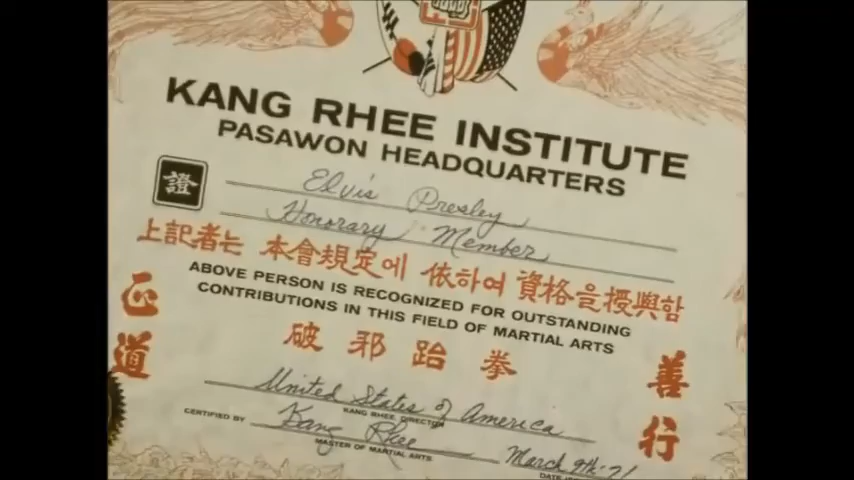 KANG RHEE INSTITUTE
PASAWON HEADQUARTERS
證
Elvis Presley
Honorary Member
上記者는 本會規定에 依하여 資格을授與함
ABOVE PERSON IS RECOGNIZED FOR OUTSTANDING
CONTRIBUTIONS IN THIS FIELD OF MARTIAL ARTS
正道
破邪跆拳
善行
United States of America
KANG RHEE, DIRECTOR
CERTIFIED BY Kang Rhee
MASTER OF MARTIAL ARTS
March 9th-71